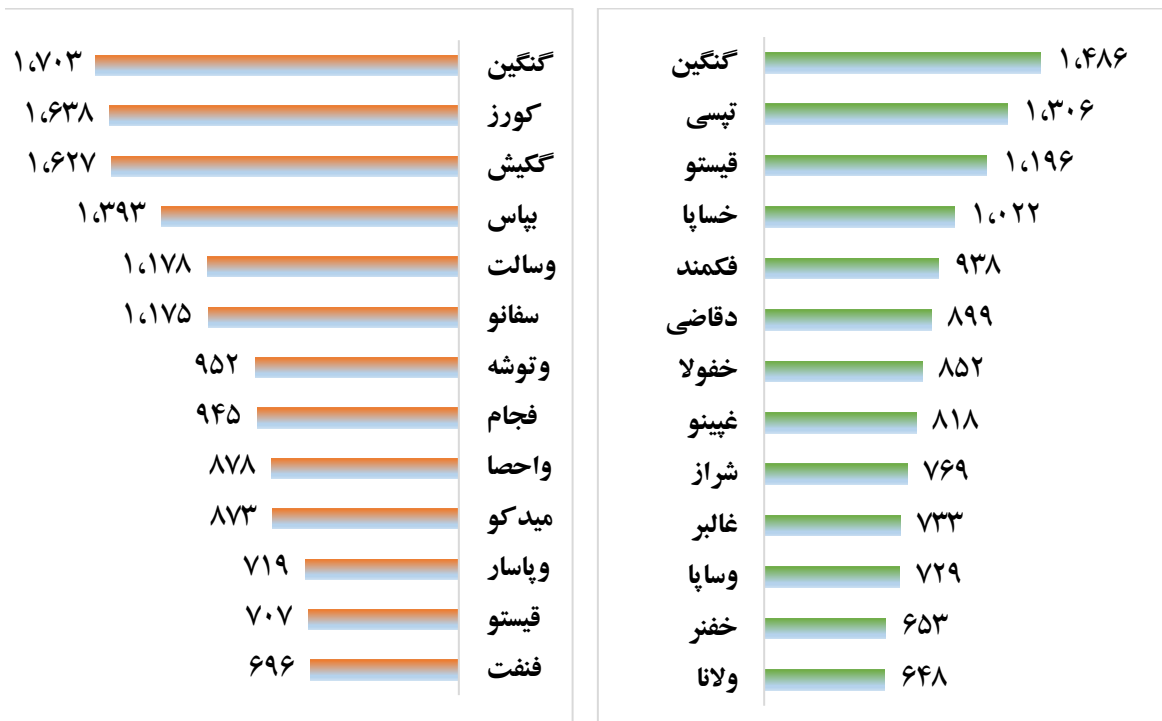 گنگین ۱،۴۸۶
تپسی ۱،۳۰۶
قیستو ۱،۱۹۶
خساپا ۱،۰۲۲
فکمند ۹۳۸
دقاضی ۸۹۹
خفولا ۸۵۲
غپینو ۸۱۸
شراز ۷۶۹
غالبر ۷۳۳
وساپا ۷۲۹
خفنر ۶۵۳
ولانا ۶۴۸
گنگین ۱،۷۰۳
کورز ۱،۶۳۸
گکیش ۱،۶۲۷
بپاس ۱،۳۹۳
وسالت ۱،۱۷۸
سفانو ۱،۱۷۵
وتوشه ۹۵۲
فجام ۹۴۵
واحصا ۸۷۸
میدکو ۸۷۳
وپاسار ۷۱۹
قیستو ۷۰۷
فنفت ۶۹۶